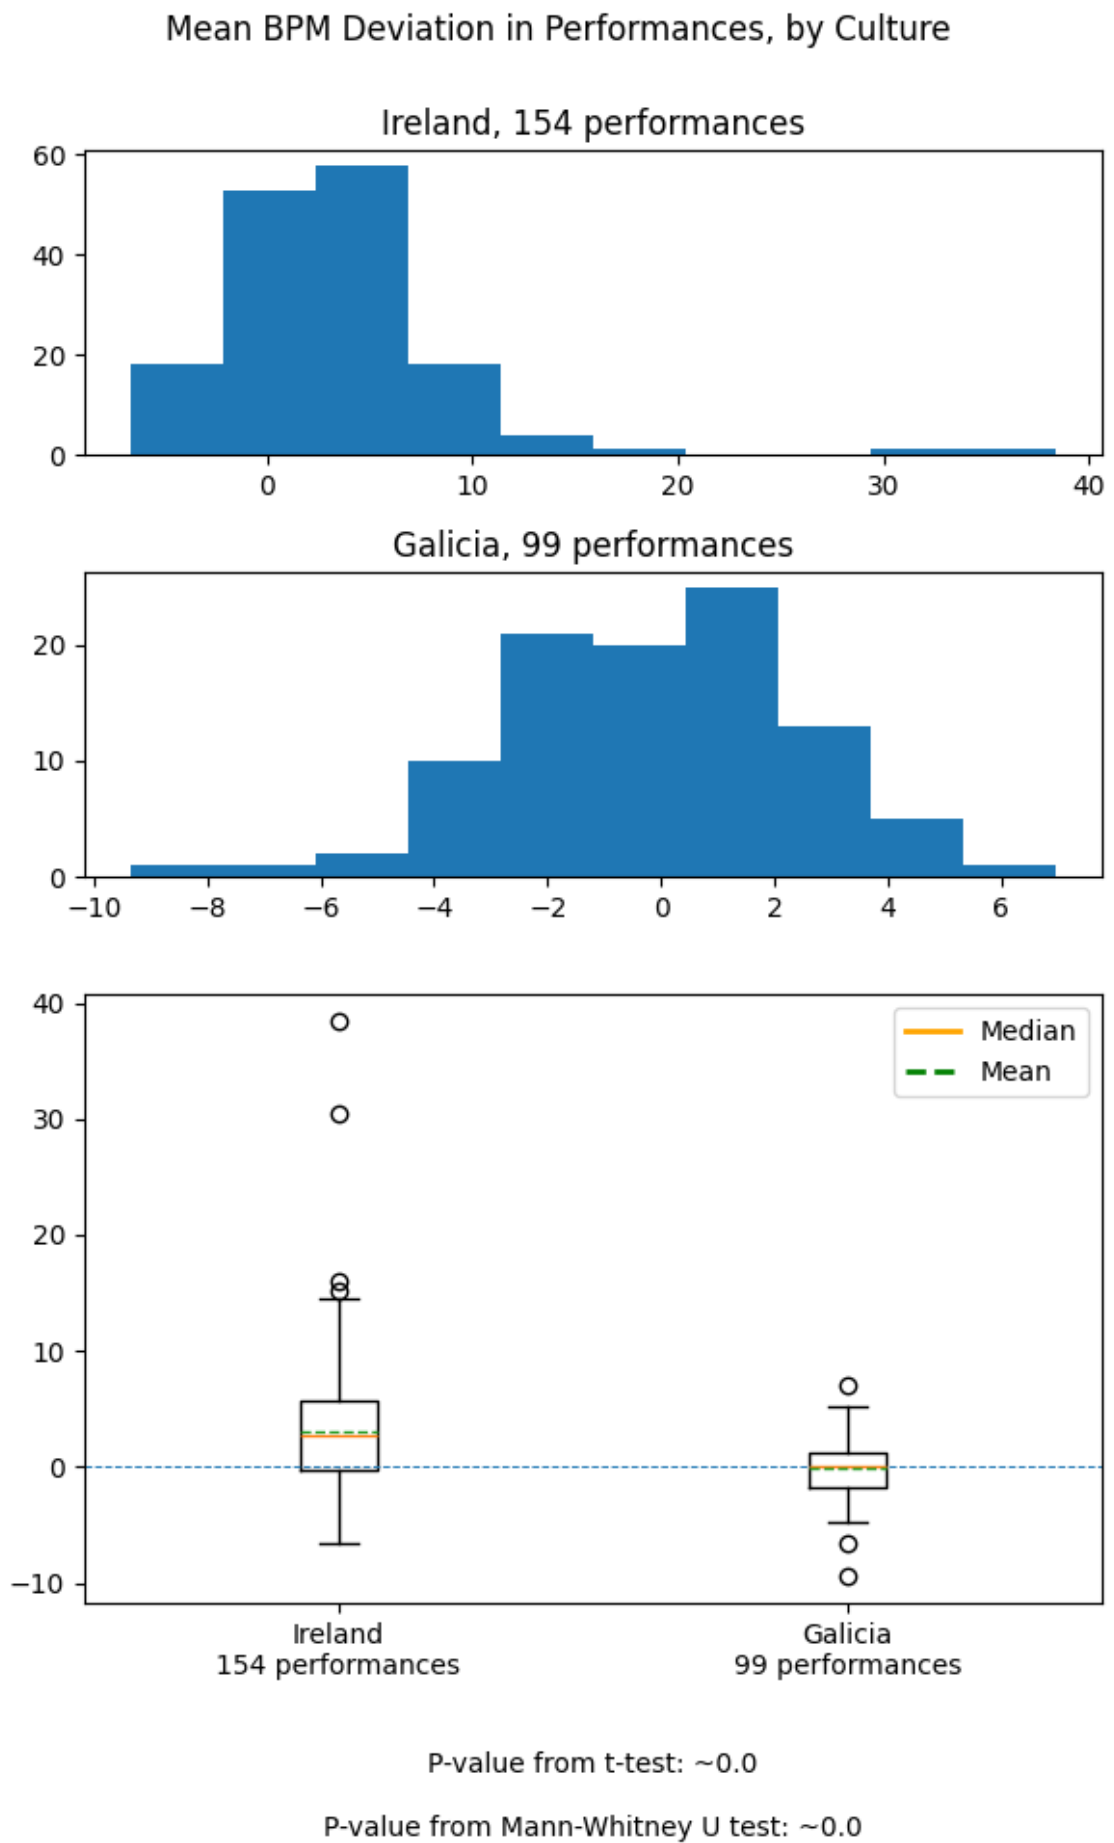 Mean BPM Deviation in Performances, by Culture
Ireland, 154 performances
60
40
20
0
0 10 20 30 40
Galicia, 99 performances
20
10
0
−10 −8 −6 −4 −2 0 2 4 6
40
30
20
10
0
−10
Median
Mean
Ireland Galicia
154 performances 99 performances
P-value from t-test: ~0.0
P-value from Mann-Whitney U test: ~0.0